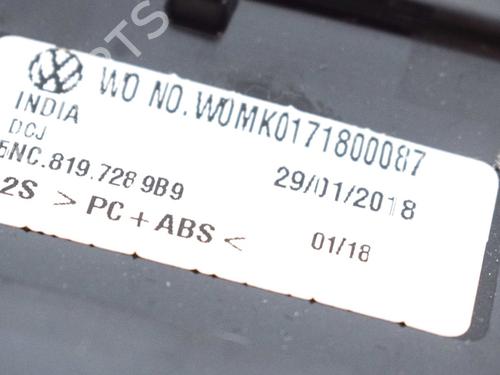 WO NO. W0MK0171800087
INDIA
DCJ
5NC.819.728 9B9
29/01/2018
2S > PC + ABS <
01/18